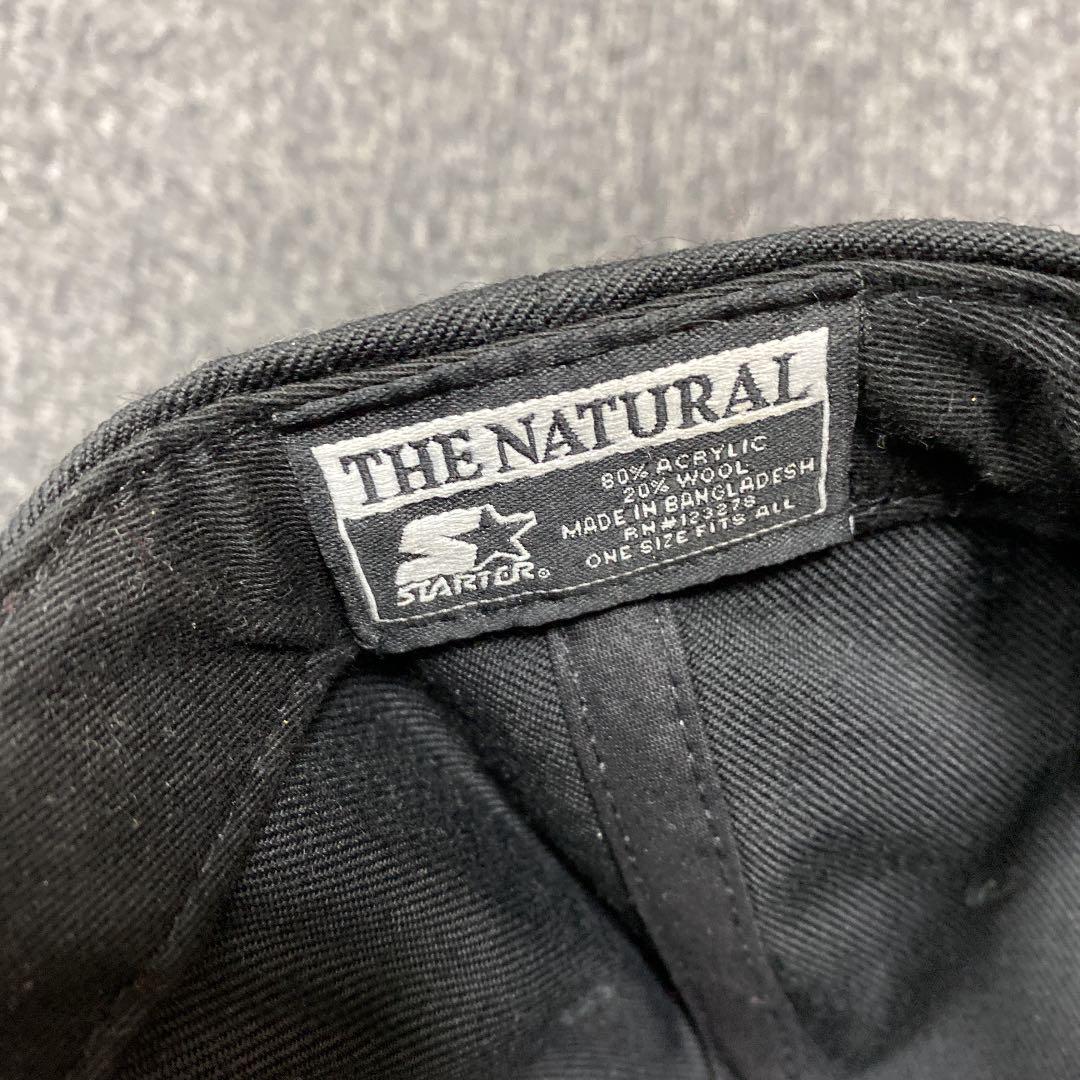 THE NATURAL
80% ACRYLIC
20% WOOL
MADE IN BANGLADESH
RN#123278
ONE SIZE FITS ALL
S
STARTER®